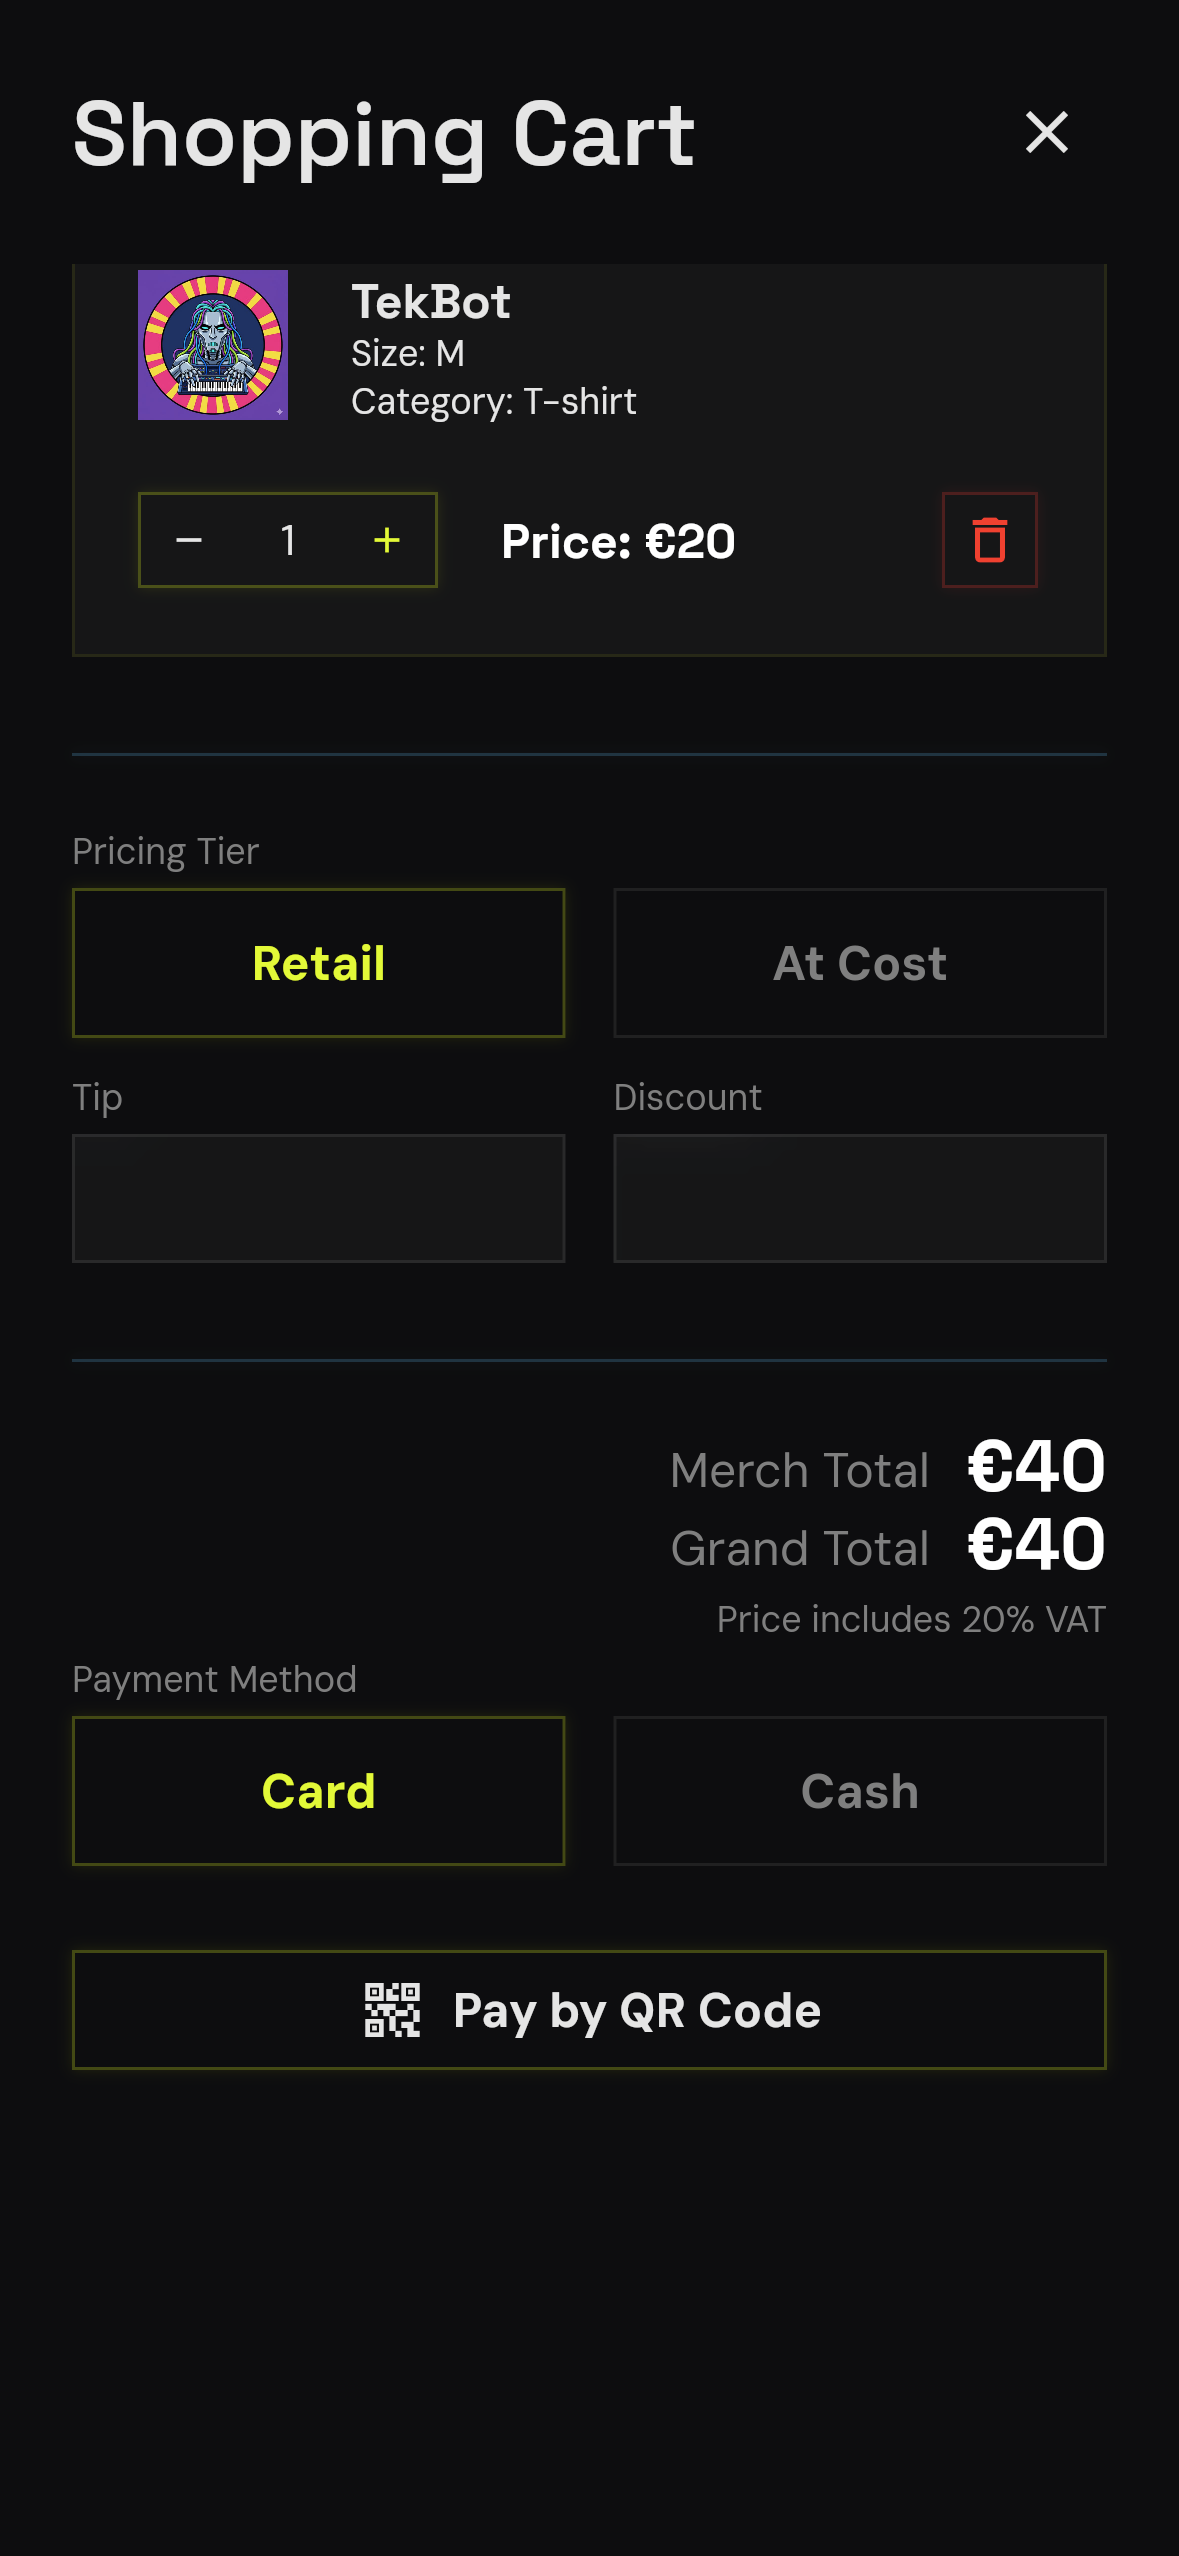 Shopping Cart
TekBot
Size: M
Category: T-shirt
1
Price: €20
Pricing Tier
Retail
At Cost
Tip
Discount
Merch Total €40
Grand Total €40
Price includes 20% VAT
Payment Method
Card
Cash
Pay by QR Code